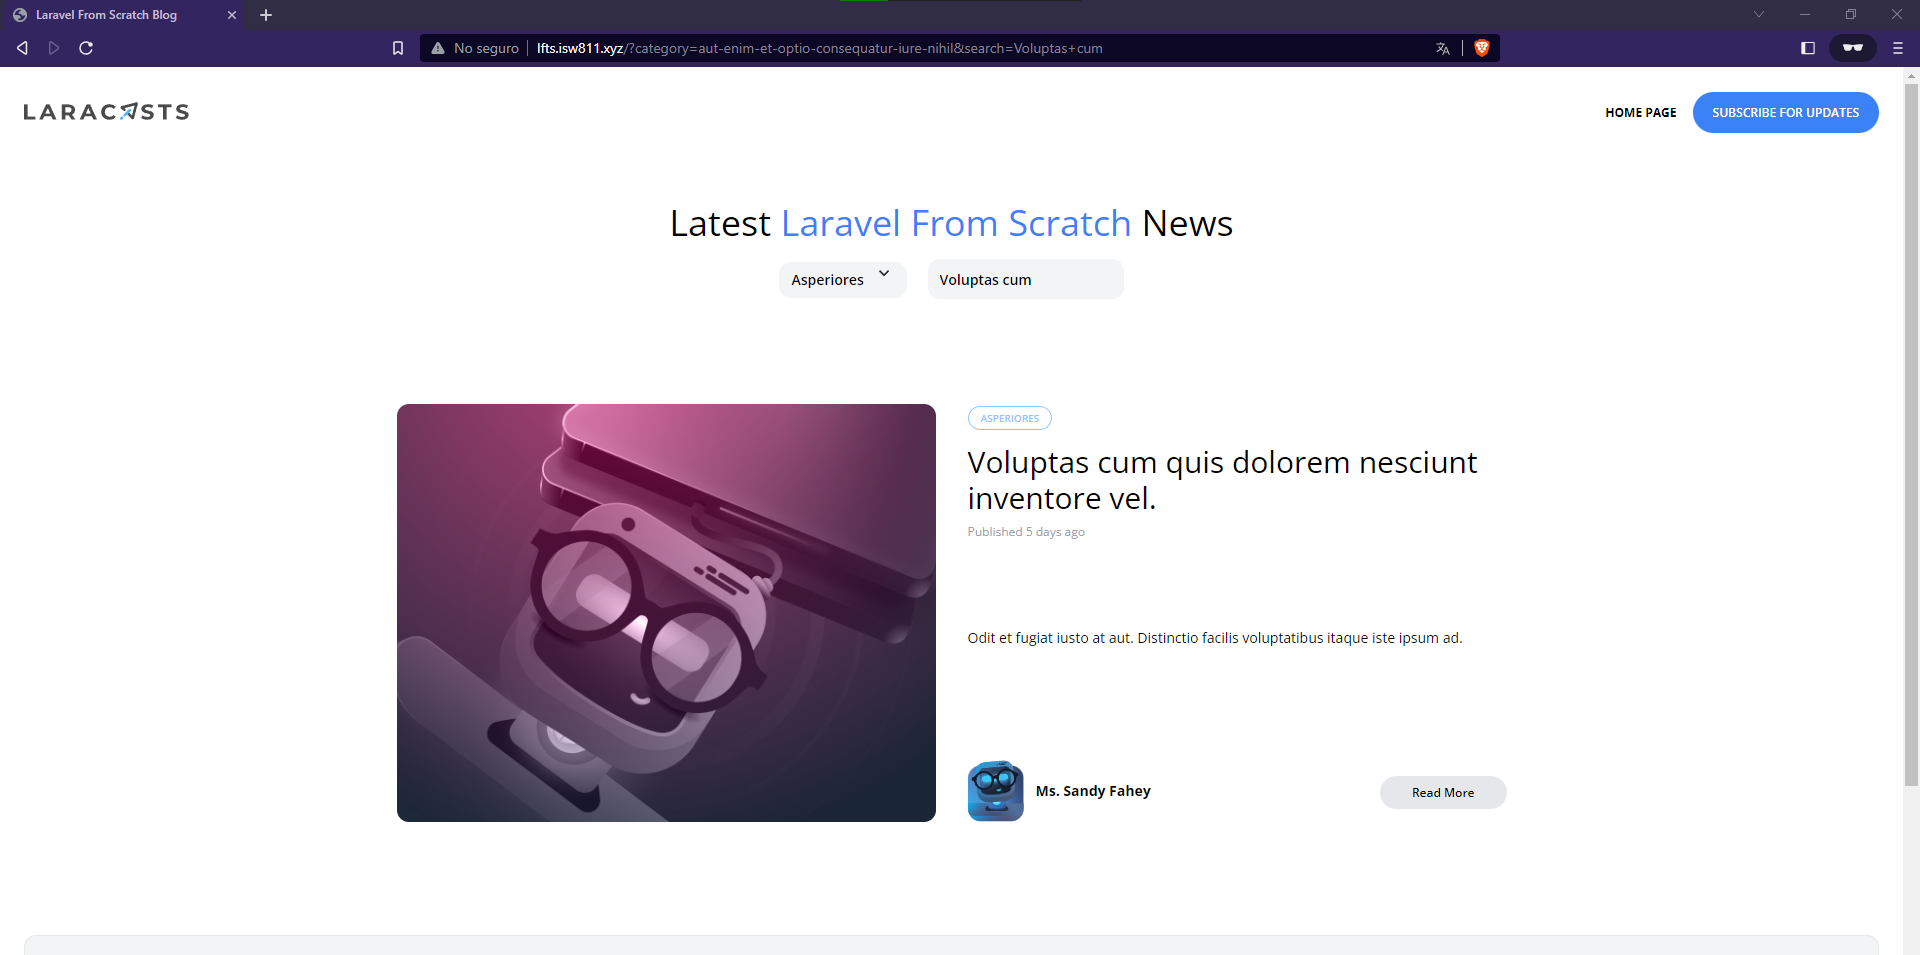 Laravel From Scratch Blog
No seguro
lfts.isw811.xyz/?category=aut-enim-et-optio-consequatur-iure-nihil&search=Voluptas+cum
LARACASTS
HOME PAGE
SUBSCRIBE FOR UPDATES
Latest Laravel From Scratch News
Asperiores
Voluptas cum
ASPERIORES
Voluptas cum quis dolorem nesciunt
inventore vel.
Published 5 days ago
Odit et fugiat iusto at aut. Distinctio facilis voluptatibus itaque iste ipsum ad.
Ms. Sandy Fahey
Read More